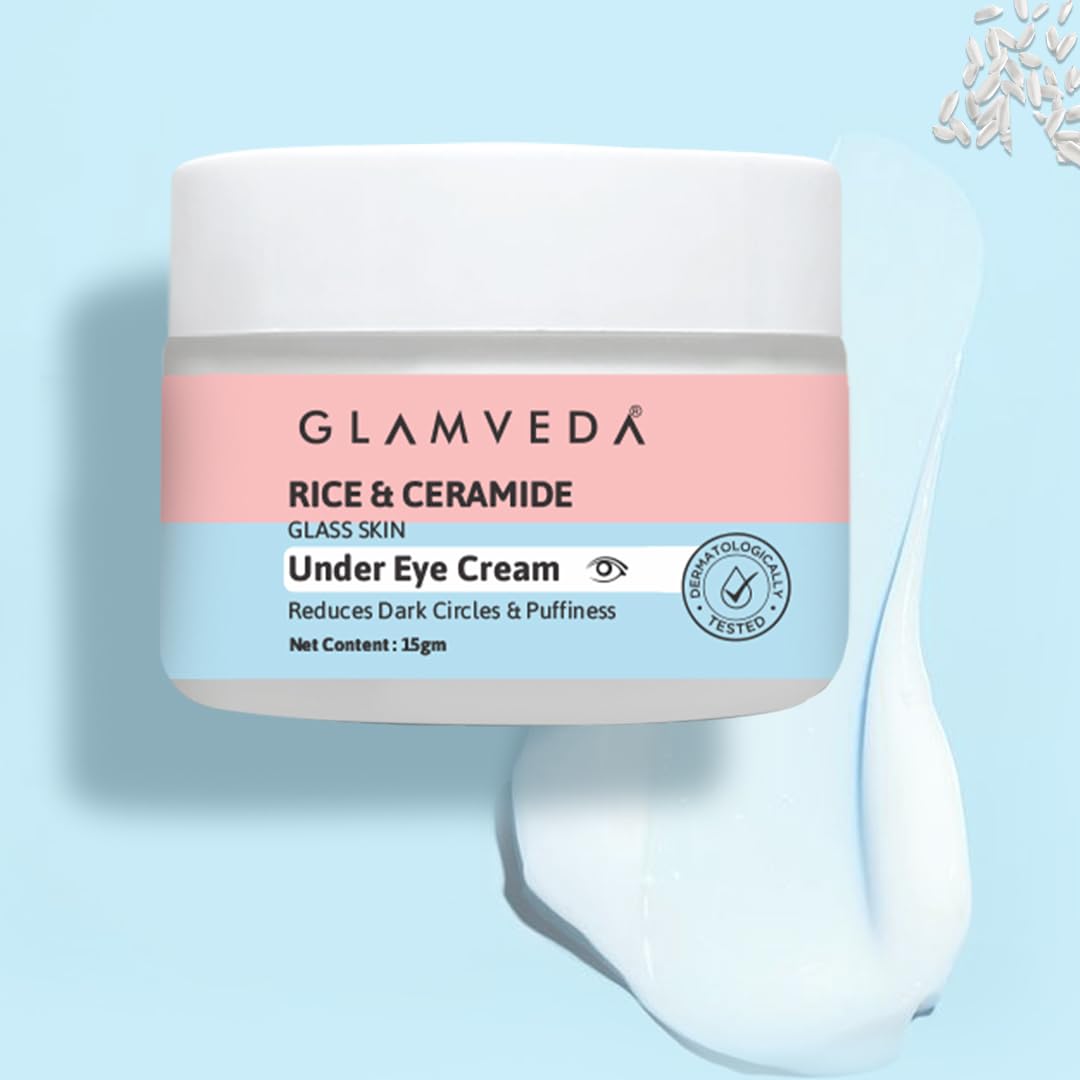 GLAMVEDA®
RICE & CERAMIDE
GLASS SKIN
Under Eye Cream
Reduces Dark Circles & Puffiness
Net Content : 15gm
DERMATOLOGICALLY
• TESTED •